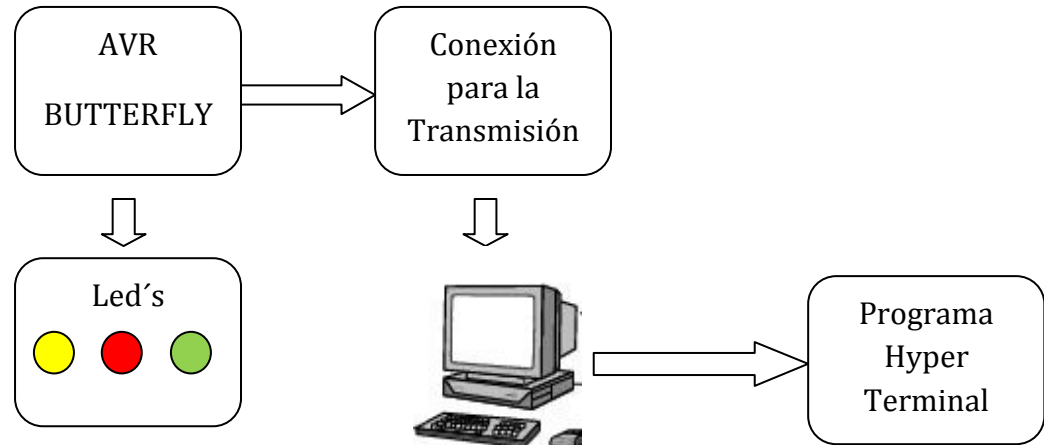 AVR
BUTTERFLY
Conexión
para la
Transmisión
Led´s
Programa
Hyper
Terminal